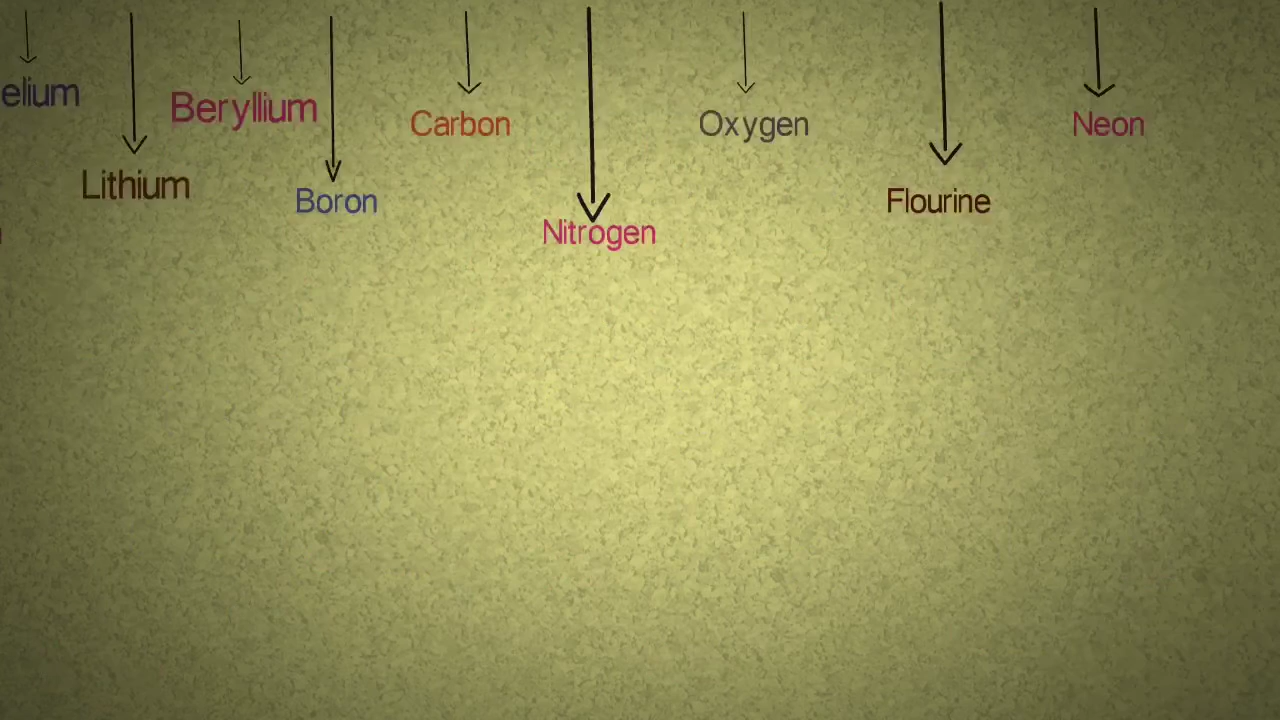 elium
Lithium
Beryllium
Boron
Carbon
Nitrogen
Oxygen
Flourine
Neon